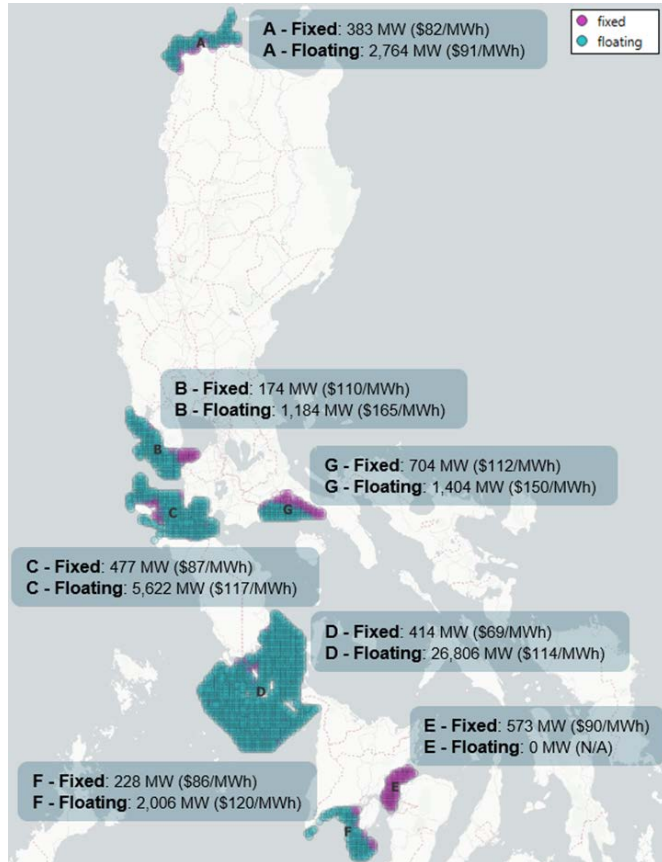 A - Fixed: 383 MW ($82/MWh)
A - Floating: 2,764 MW ($91/MWh)
fixed
floating
A
B - Fixed: 174 MW ($110/MWh)
B - Floating: 1,184 MW ($165/MWh)
B
G - Fixed: 704 MW ($112/MWh)
G - Floating: 1,404 MW ($150/MWh)
C
G
C - Fixed: 477 MW ($87/MWh)
C - Floating: 5,622 MW ($117/MWh)
D - Fixed: 414 MW ($69/MWh)
D - Floating: 26,806 MW ($114/MWh)
D
E - Fixed: 573 MW ($90/MWh)
E - Floating: 0 MW (N/A)
E
F - Fixed: 228 MW ($86/MWh)
F - Floating: 2,006 MW ($120/MWh)
F